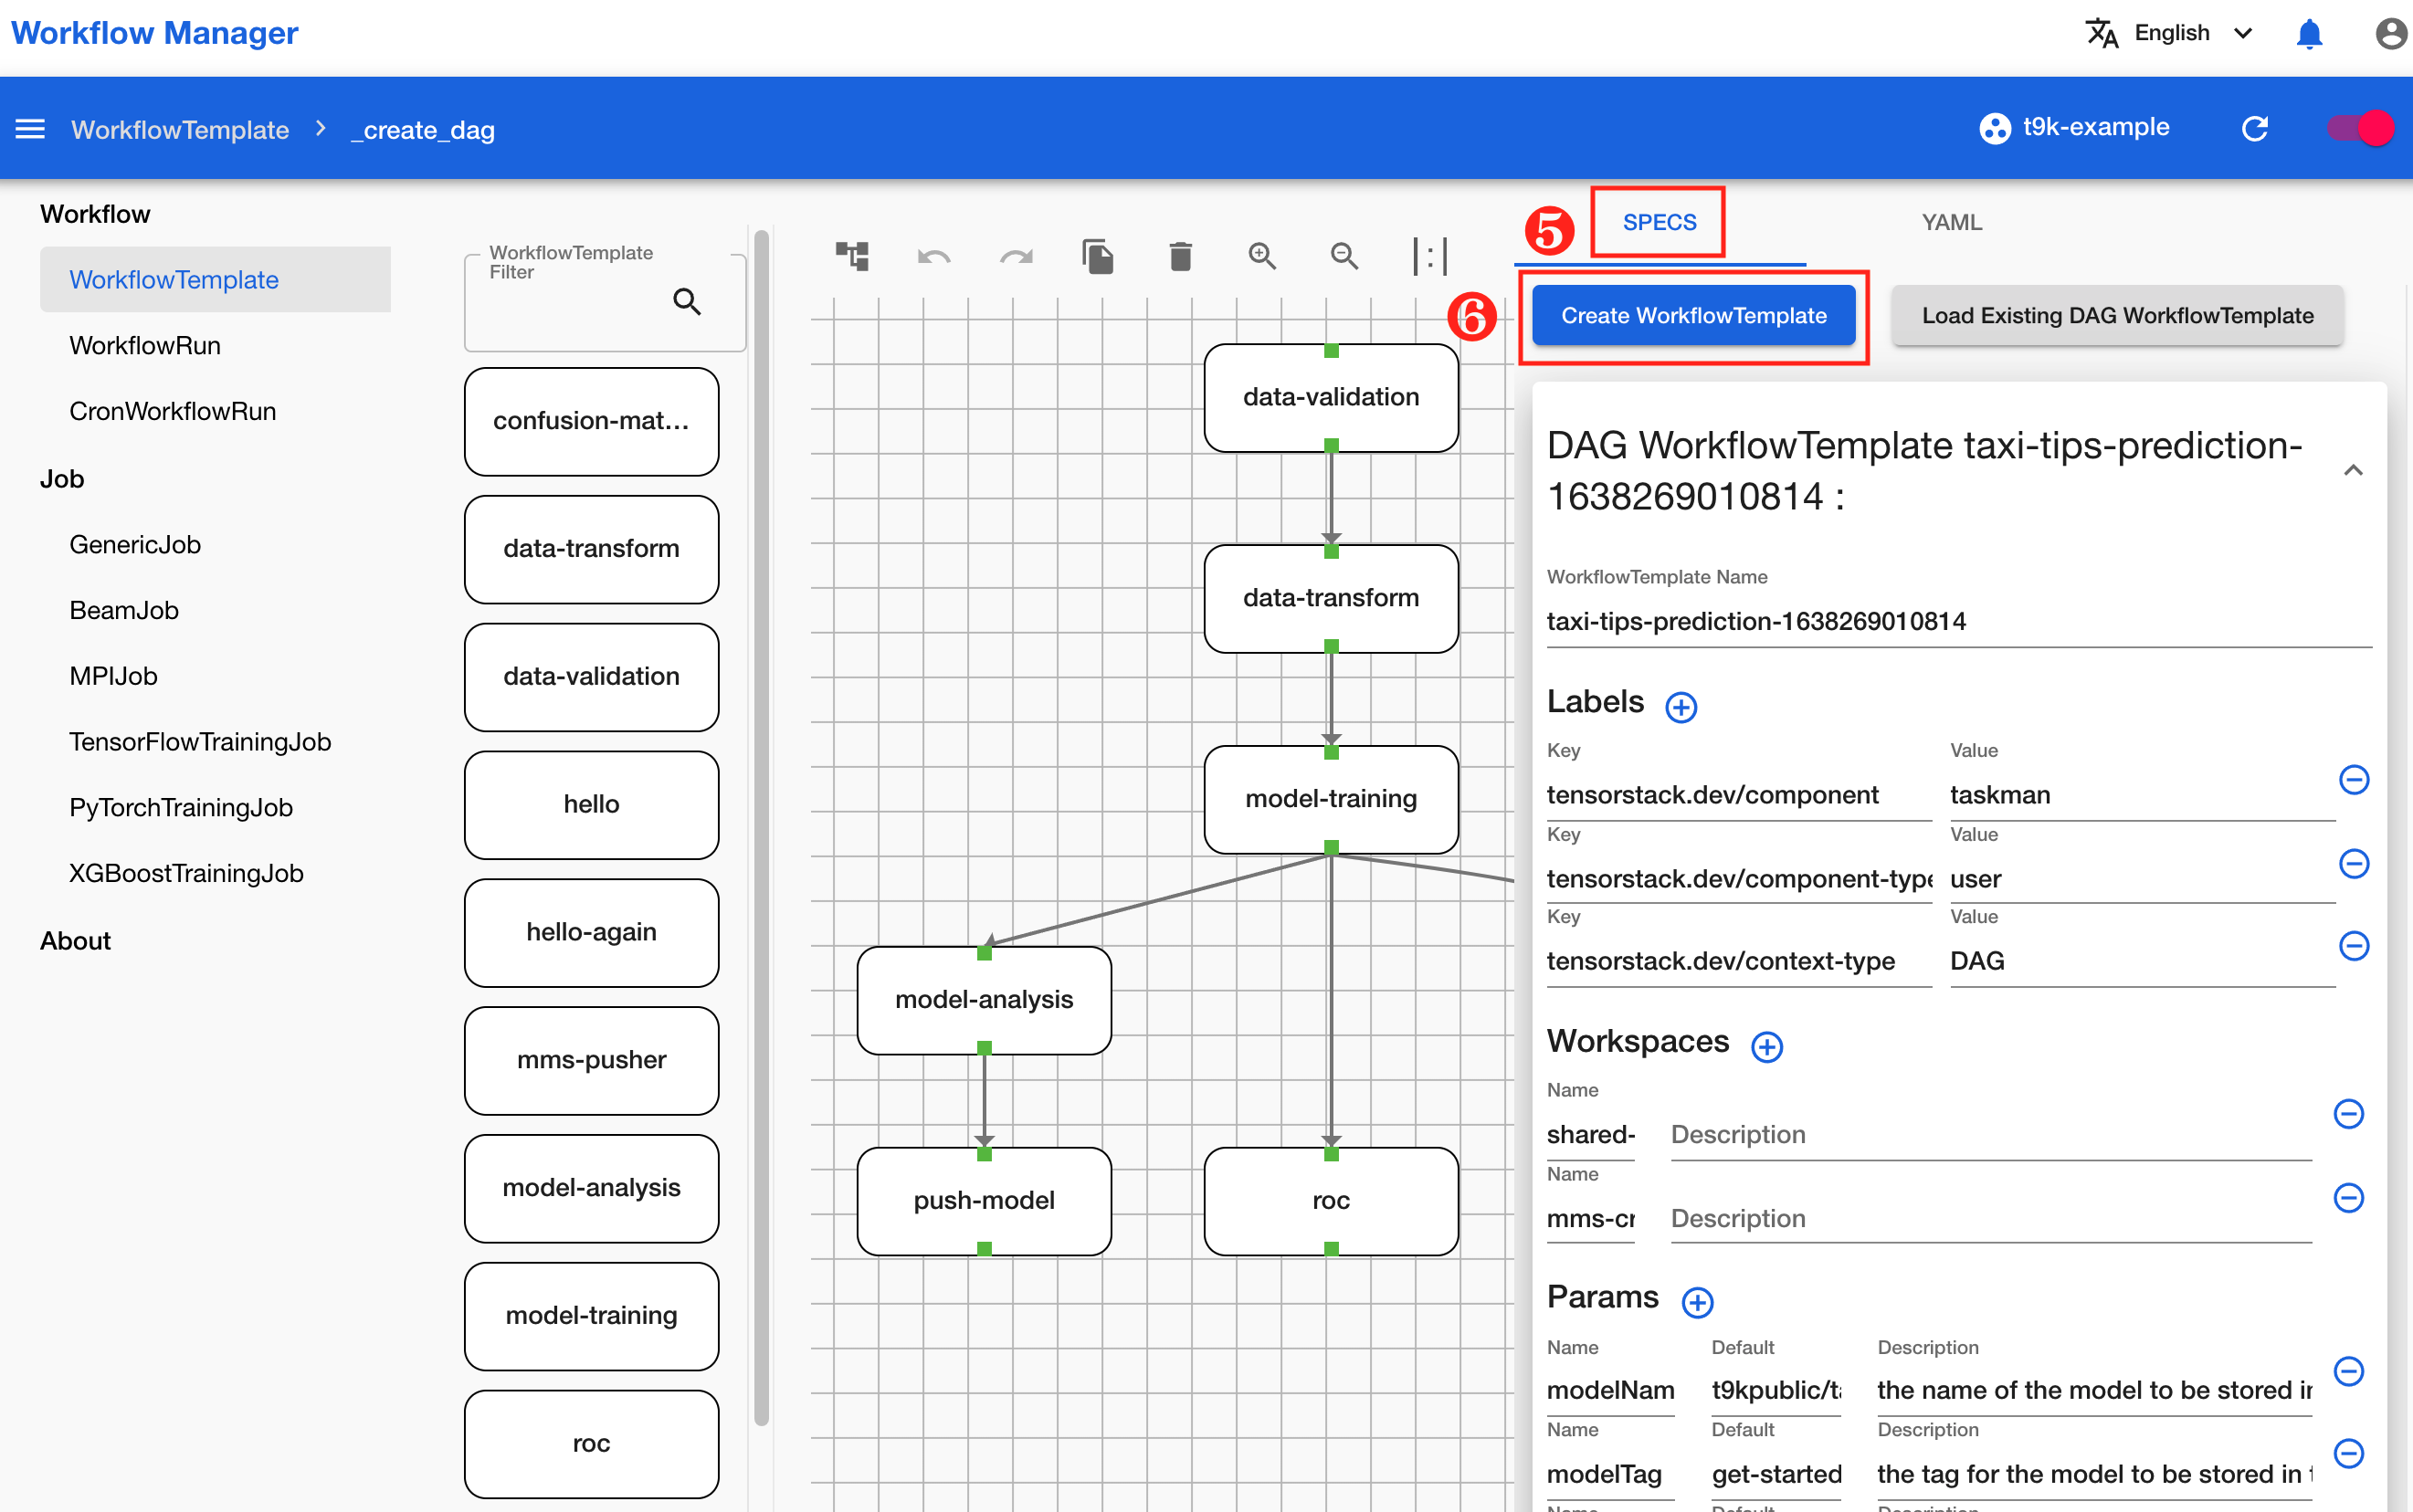 Workflow Manager
English
WorkflowTemplate > _create_dag
t9k-example
Workflow
WorkflowTemplate
WorkflowRun
CronWorkflowRun
Job
GenericJob
BeamJob
MPIJob
TensorFlowTrainingJob
PyTorchTrainingJob
XGBoostTrainingJob
About
WorkflowTemplate
Filter
confusion-mat...
data-transform
data-validation
hello
hello-again
mms-pusher
model-analysis
model-training
roc
data-validation
data-transform
model-training
model-analysis
push-model
roc
5
SPECS
YAML
6
Create WorkflowTemplate
Load Existing DAG WorkflowTemplate
DAG WorkflowTemplate taxi-tips-prediction-
1638269010814 :
WorkflowTemplate Name
taxi-tips-prediction-1638269010814
Labels
Key Value
tensorstack.dev/component taskman
Key Value
tensorstack.dev/component-type user
Key Value
tensorstack.dev/context-type DAG
Workspaces
Name
shared- Description
Name
mms-cr Description
Params
Name Default Description
modelNam t9kpublic/ta the name of the model to be stored in
Name Default Description
modelTag get-started the tag for the model to be stored in